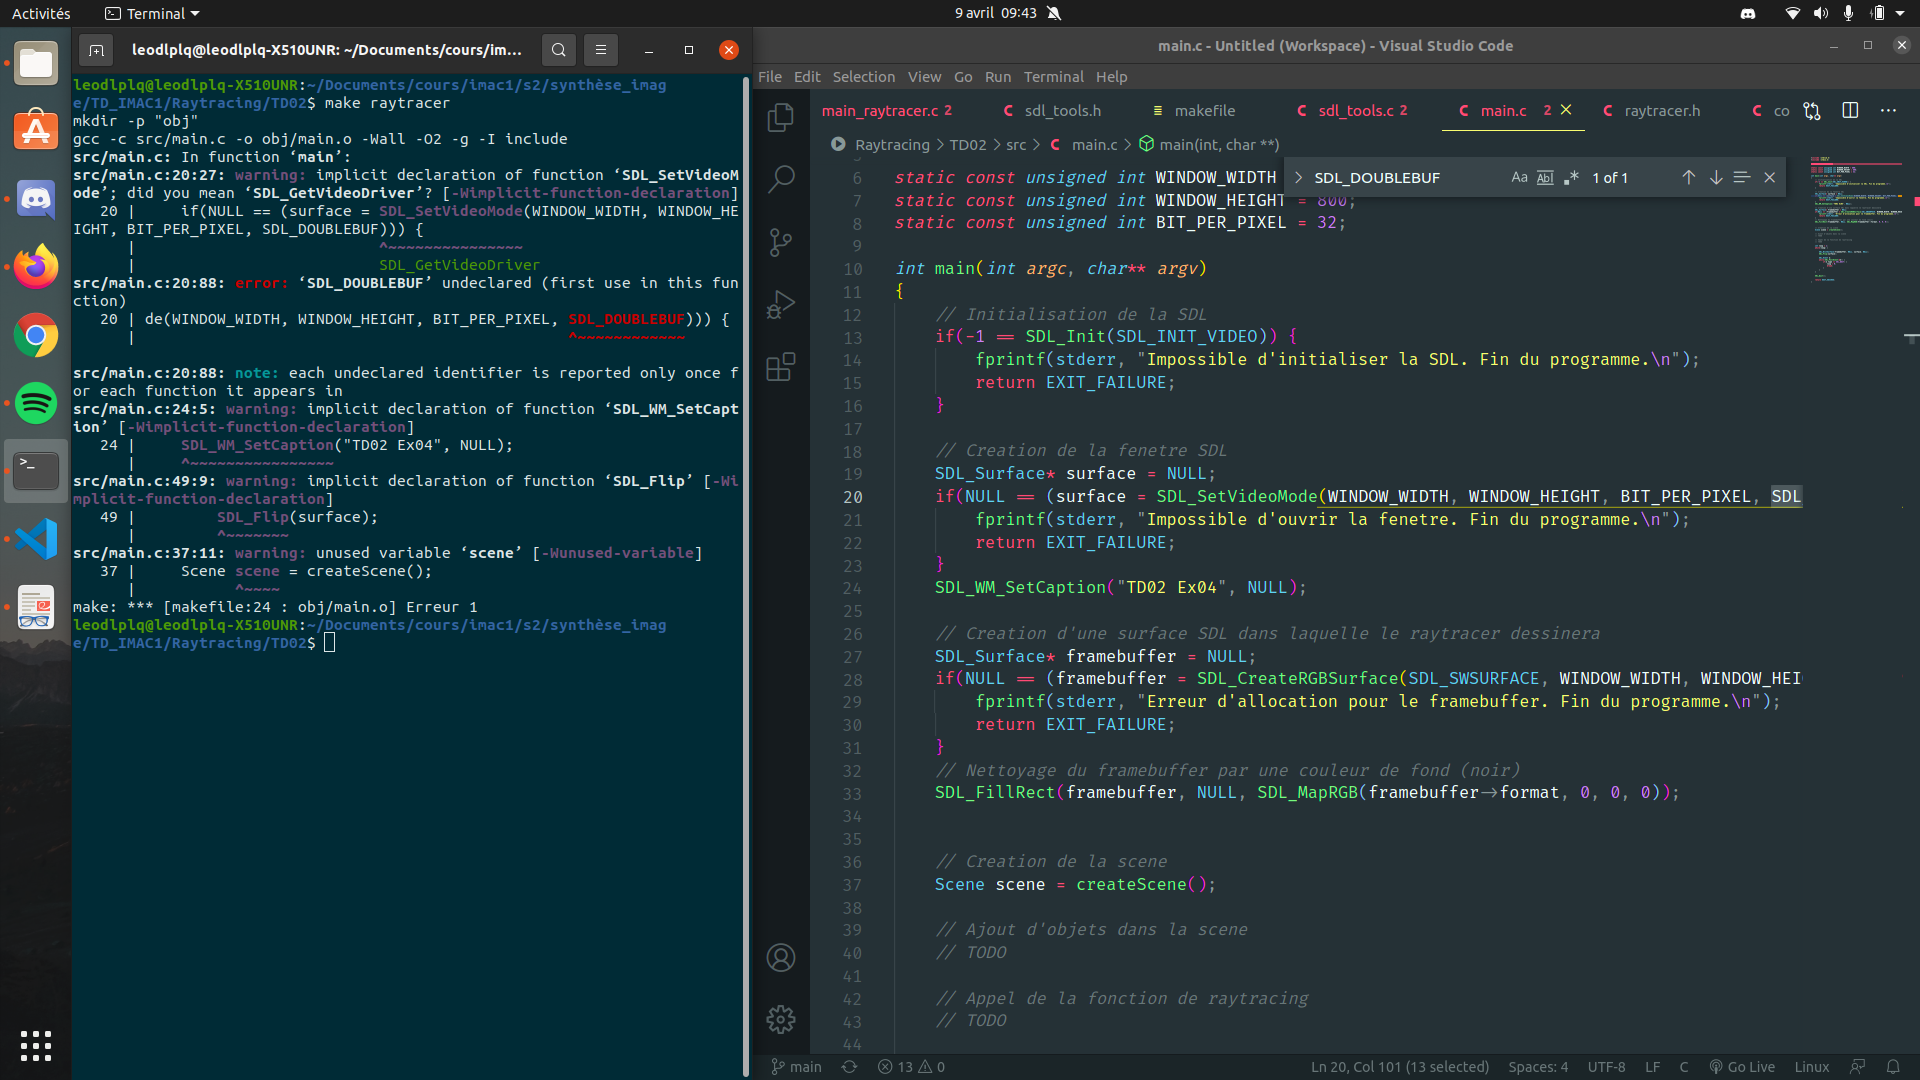 Activités
Terminal
9 avril 09:43
leodlplq@leodlplq-X510UNR: ~/Documents/cours/im...
leodlplq@leodlplq-X510UNR:~/Documents/cours/imac1/s2/synthèse_imag
e/TD_IMAC1/Raytracing/TD02$ make raytracer
mkdir -p "obj"
gcc -c src/main.c -o obj/main.o -Wall -O2 -g -I include
src/main.c: In function ‘main’:
src/main.c:20:27: warning: implicit declaration of function ‘SDL_SetVideoM
ode’; did you mean ‘SDL_GetVideoDriver’? [-Wimplicit-function-declaration]
20 | if(NULL == (surface = SDL_SetVideoMode(WINDOW_WIDTH, WINDOW_HE
IGHT, BIT_PER_PIXEL, SDL_DOUBLEBUF))) {
| ^~~~~~~~~~~~~~~~
| SDL_GetVideoDriver
src/main.c:20:88: error: ‘SDL_DOUBLEBUF’ undeclared (first use in this fun
ction)
20 | de(WINDOW_WIDTH, WINDOW_HEIGHT, BIT_PER_PIXEL, SDL_DOUBLEBUF))) {
| ^~~~~~~~~~~~~
src/main.c:20:88: note: each undeclared identifier is reported only once f
or each function it appears in
src/main.c:24:5: warning: implicit declaration of function ‘SDL_WM_SetCapt
ion’ [-Wimplicit-function-declaration]
24 | SDL_WM_SetCaption("TD02 Ex04", NULL);
| ^~~~~~~~~~~~~~~~~
src/main.c:49:9: warning: implicit declaration of function ‘SDL_Flip’ [-Wi
mplicit-function-declaration]
49 | SDL_Flip(surface);
| ^~~~~~~~
src/main.c:37:11: warning: unused variable ‘scene’ [-Wunused-variable]
37 | Scene scene = createScene();
| ^~~~~
make: *** [makefile:24 : obj/main.o] Erreur 1
leodlplq@leodlplq-X510UNR:~/Documents/cours/imac1/s2/synthèse_imag
e/TD_IMAC1/Raytracing/TD02$
main.c - Untitled (Workspace) - Visual Studio Code
File Edit Selection View Go Run Terminal Help
main_raytracer.c 2 C sdl_tools.h makefile C sdl_tools.c 2 C main.c 2 C raytracer.h C co
Raytracing > TD02 > src > C main.c > main(int, char **)
SDL_DOUBLEBUF Aa Abl .* 1 of 1
6 static const unsigned int WINDOW_WIDTH
7 static const unsigned int WINDOW_HEIGHT = 800;
8 static const unsigned int BIT_PER_PIXEL = 32;
9
10 int main(int argc, char** argv)
11 {
12 // Initialisation de la SDL
13 if(-1 == SDL_Init(SDL_INIT_VIDEO)) {
14 fprintf(stderr, "Impossible d'initialiser la SDL. Fin du programme.\n");
15 return EXIT_FAILURE;
16 }
17
18 // Creation de la fenetre SDL
19 SDL_Surface* surface = NULL;
20 if(NULL == (surface = SDL_SetVideoMode(WINDOW_WIDTH, WINDOW_HEIGHT, BIT_PER_PIXEL, SDL
21 fprintf(stderr, "Impossible d'ouvrir la fenetre. Fin du programme.\n");
22 return EXIT_FAILURE;
23 }
24 SDL_WM_SetCaption("TD02 Ex04", NULL);
25
26 // Creation d'une surface SDL dans laquelle le raytracer dessinera
27 SDL_Surface* framebuffer = NULL;
28 if(NULL == (framebuffer = SDL_CreateRGBSurface(SDL_SWSURFACE, WINDOW_WIDTH, WINDOW_HEI
29 fprintf(stderr, "Erreur d'allocation pour le framebuffer. Fin du programme.\n");
30 return EXIT_FAILURE;
31 }
32 // Nettoyage du framebuffer par une couleur de fond (noir)
33 SDL_FillRect(framebuffer, NULL, SDL_MapRGB(framebuffer->format, 0, 0, 0));
34
35
36 // Creation de la scene
37 Scene scene = createScene();
38
39 // Ajout d'objets dans la scene
40 // TODO
41
42 // Appel de la fonction de raytracing
43 // TODO
44
main 13 0 Ln 20, Col 101 (13 selected) Spaces: 4 UTF-8 LF C Go Live Linux